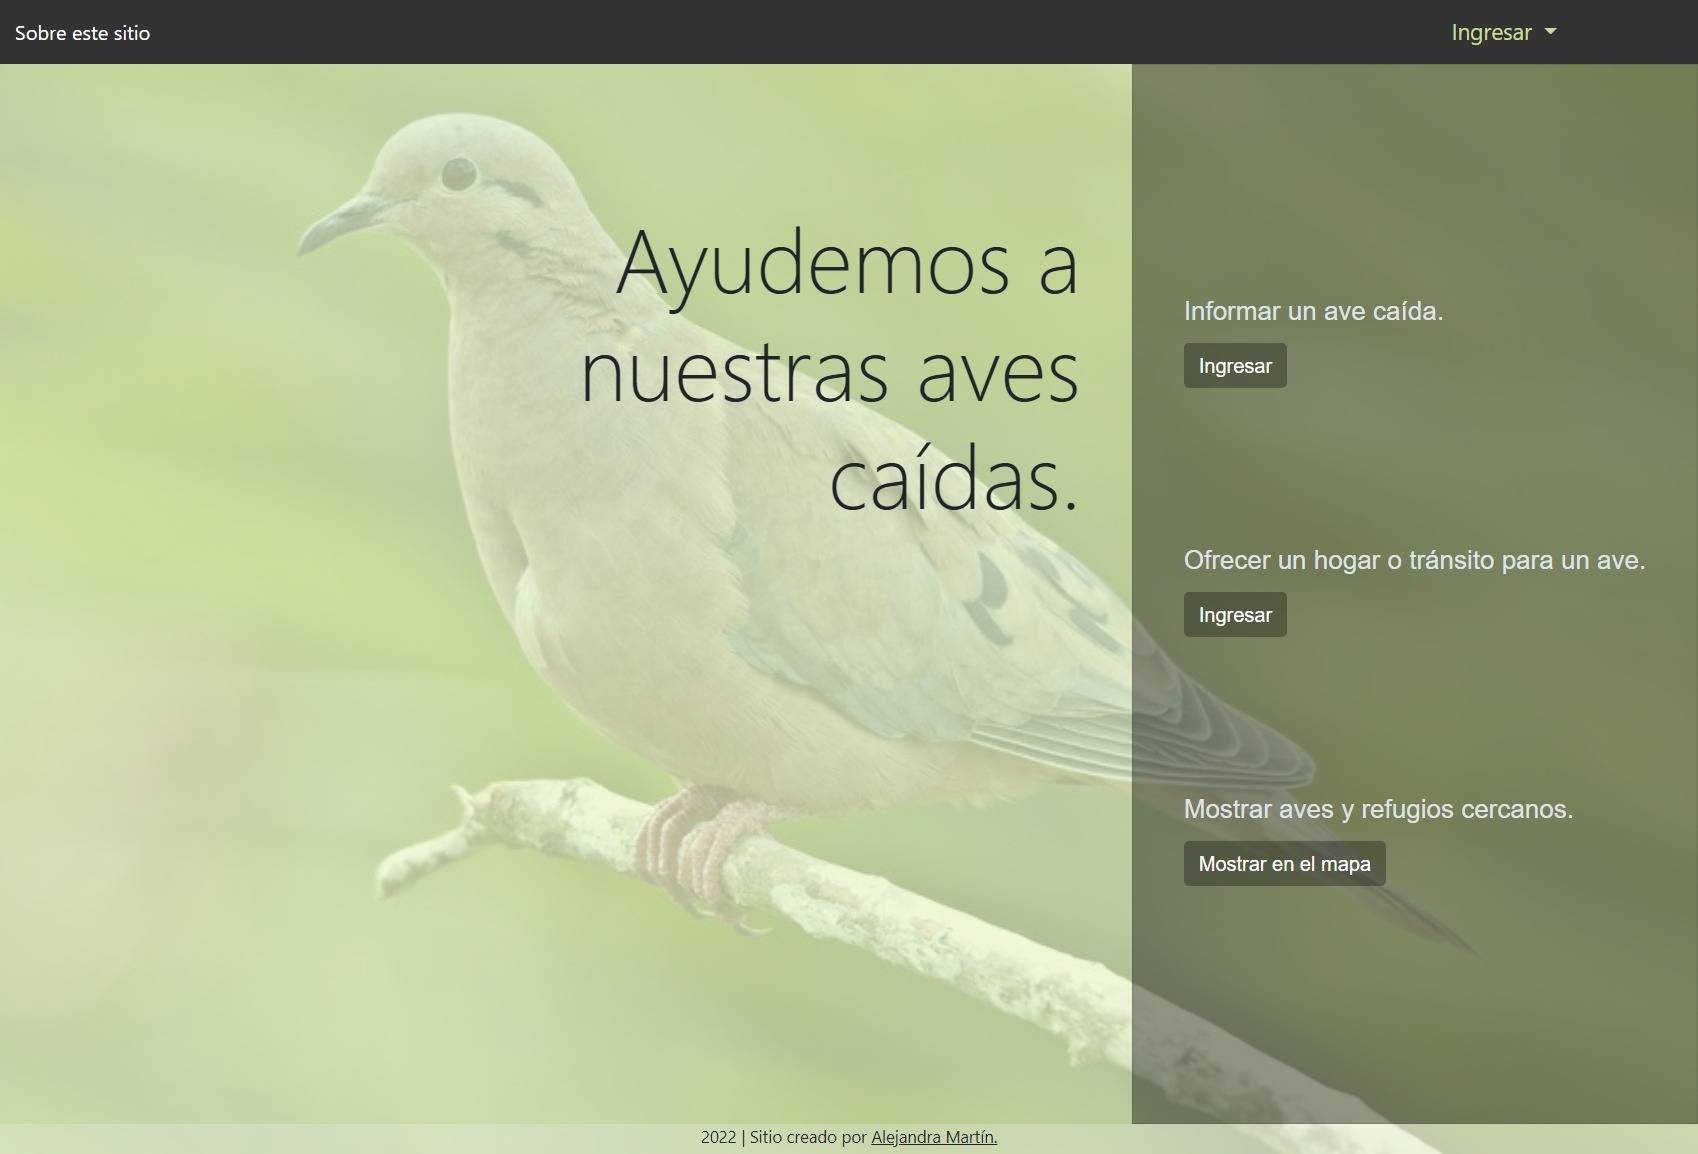 Sobre este sitio
Ingresar
Ayudemos a
nuestras aves
caídas.
Informar un ave caída.
Ingresar
Ofrecer un hogar o tránsito para un ave.
Ingresar
Mostrar aves y refugios cercanos.
Mostrar en el mapa
2022 | Sitio creado por Alejandra Martín.